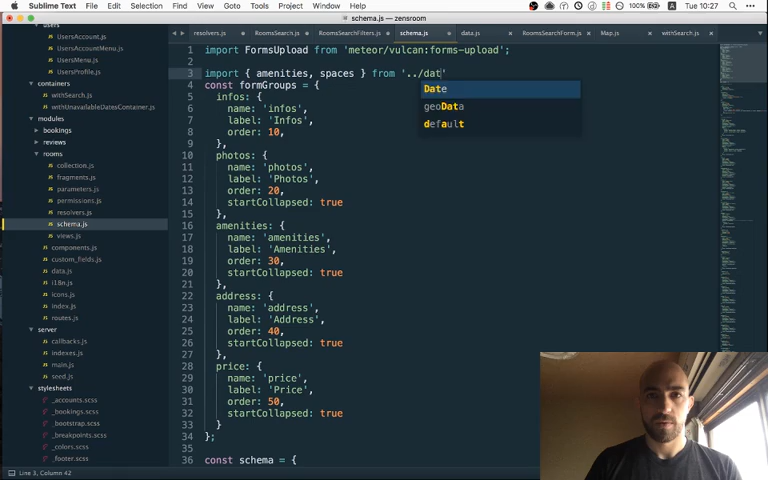 Sublime Text File Edit Selection Find View Goto Tools Project Window Help 100% A Tue 10:27
schema.js — zensroom
users
UsersAccount.js
UsersAccountMenu.js
UsersMenu.js
UsersProfile.js
containers
withSearch.js
withUnavailableDatesContainer.js
modules
bookings
reviews
rooms
collection.js
fragments.js
parameters.js
permissions.js
resolvers.js
schema.js
views.js
components.js
custom_fields.js
data.js
i18n.js
icons.js
index.js
routes.js
server
callbacks.js
indexes.js
main.js
seed.js
stylesheets
_accounts.scss
_bookings.scss
_bootstrap.scss
_breakpoints.scss
_colors.scss
_footer.scss
resolvers.js RoomsSearch.js RoomsSearchFilters.js schema.js data.js RoomsSearchForm.js Map.js withSearch.js
1 import FormsUpload from 'meteor/vulcan:forms-upload';
2
3 import { amenities, spaces } from '../dat'
4 const formGroups = {
5 infos: {
6 name: 'infos',
7 label: 'Infos',
8 order: 10,
9 },
10 photos: {
11 name: 'photos',
12 label: 'Photos',
13 order: 20,
14 startCollapsed: true
15 },
16 amenities: {
17 name: 'amenities',
18 label: 'Amenities',
19 order: 30,
20 startCollapsed: true
21 },
22 address: {
23 name: 'address',
24 label: 'Address',
25 order: 40,
26 startCollapsed: true
27 },
28 price: {
29 name: 'price',
30 label: 'Price',
31 order: 50,
32 startCollapsed: true
33 }
34 };
35
36 const schema = {
Date
geoData
default
Line 3, Column 42